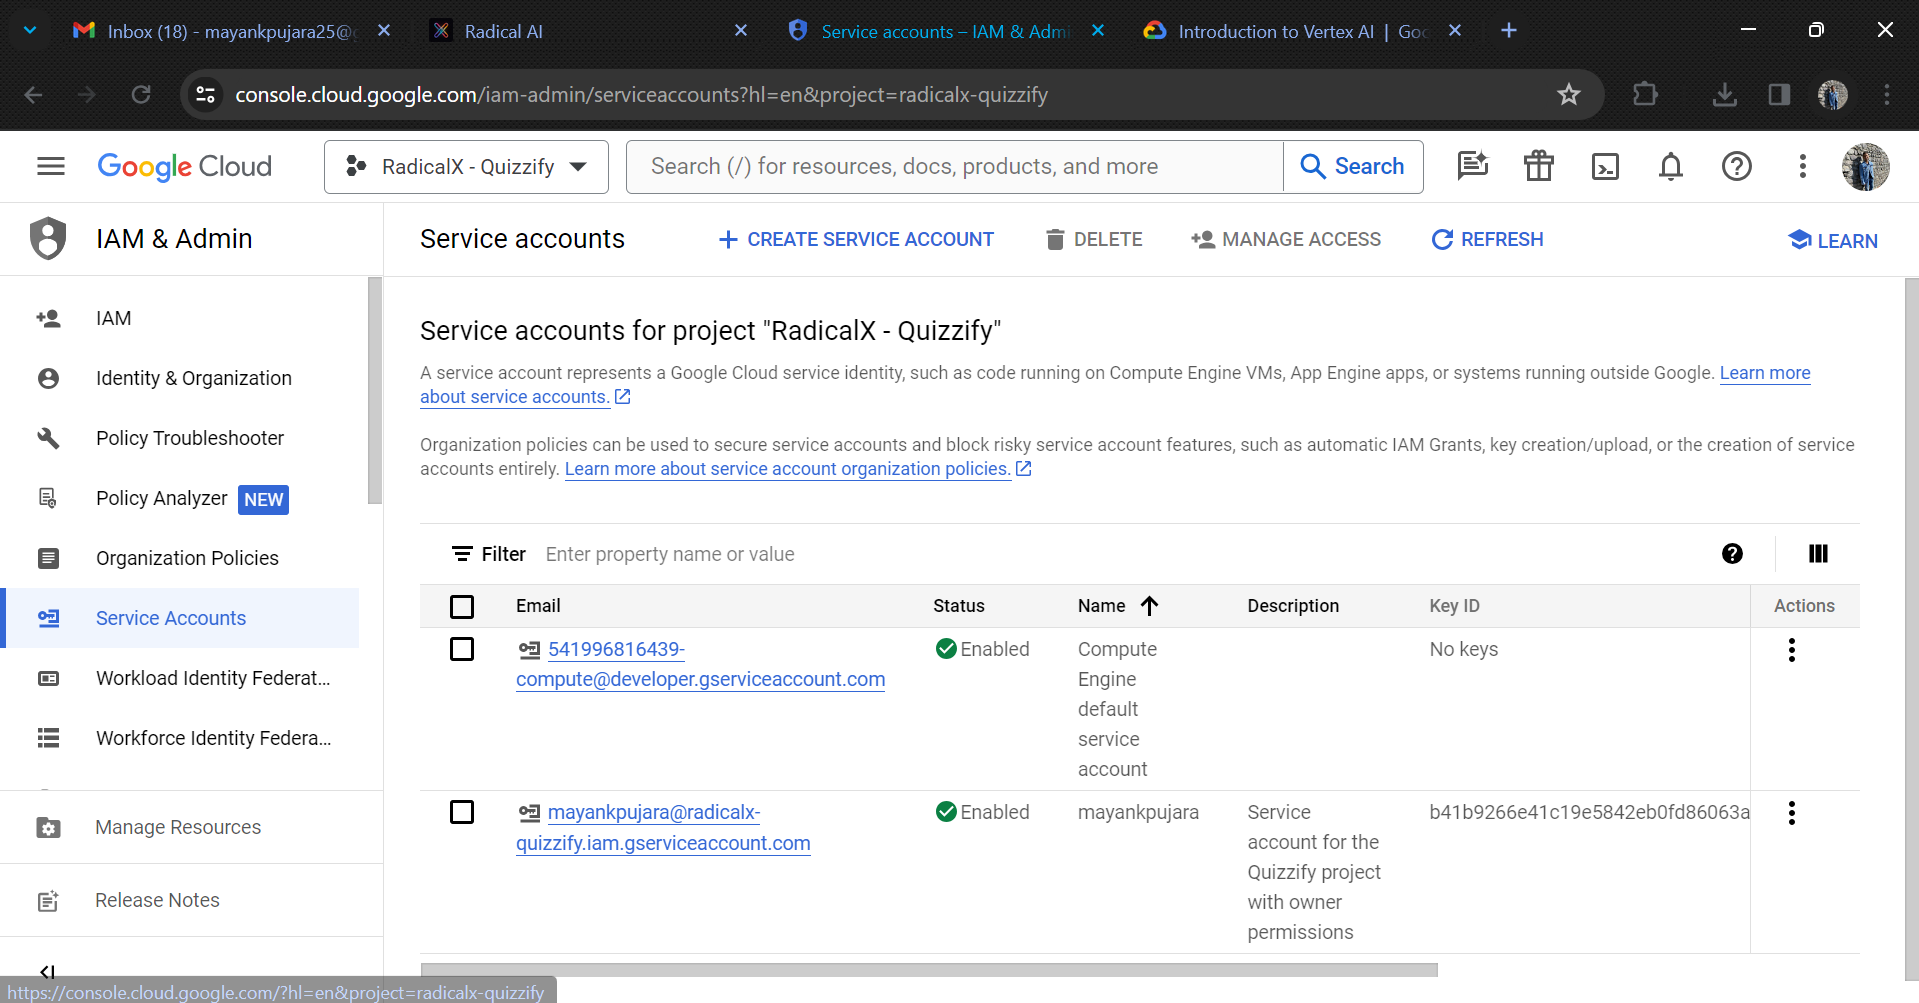 Inbox (18) - mayankpujara25@g
Radical AI
Service accounts – IAM & Admi
Introduction to Vertex AI | Goo
console.cloud.google.com/iam-admin/serviceaccounts?hl=en&project=radicalx-quizzify
Google Cloud
RadicalX - Quizzify
Search (/) for resources, docs, products, and more
Search
IAM & Admin
Service accounts
CREATE SERVICE ACCOUNT
DELETE
MANAGE ACCESS
REFRESH
LEARN
IAM
Identity & Organization
Policy Troubleshooter
Policy Analyzer NEW
Organization Policies
Service Accounts
Workload Identity Federat...
Workforce Identity Federa...
Manage Resources
Release Notes
Service accounts for project "RadicalX - Quizzify"
A service account represents a Google Cloud service identity, such as code running on Compute Engine VMs, App Engine apps, or systems running outside Google. Learn more
about service accounts.
Organization policies can be used to secure service accounts and block risky service account features, such as automatic IAM Grants, key creation/upload, or the creation of service
accounts entirely. Learn more about service account organization policies.
Filter Enter property name or value
Email Status Name Description Key ID Actions
541996816439-
compute@developer.gserviceaccount.com
Enabled
Compute
Engine
default
service
account
No keys
mayankpujara@radicalx-
quizzify.iam.gserviceaccount.com
Enabled
mayankpujara
Service
account for the
Quizzify project
with owner
permissions
b41b9266e41c19e5842eb0fd86063a
https://console.cloud.google.com/?hl=en&project=radicalx-quizzify